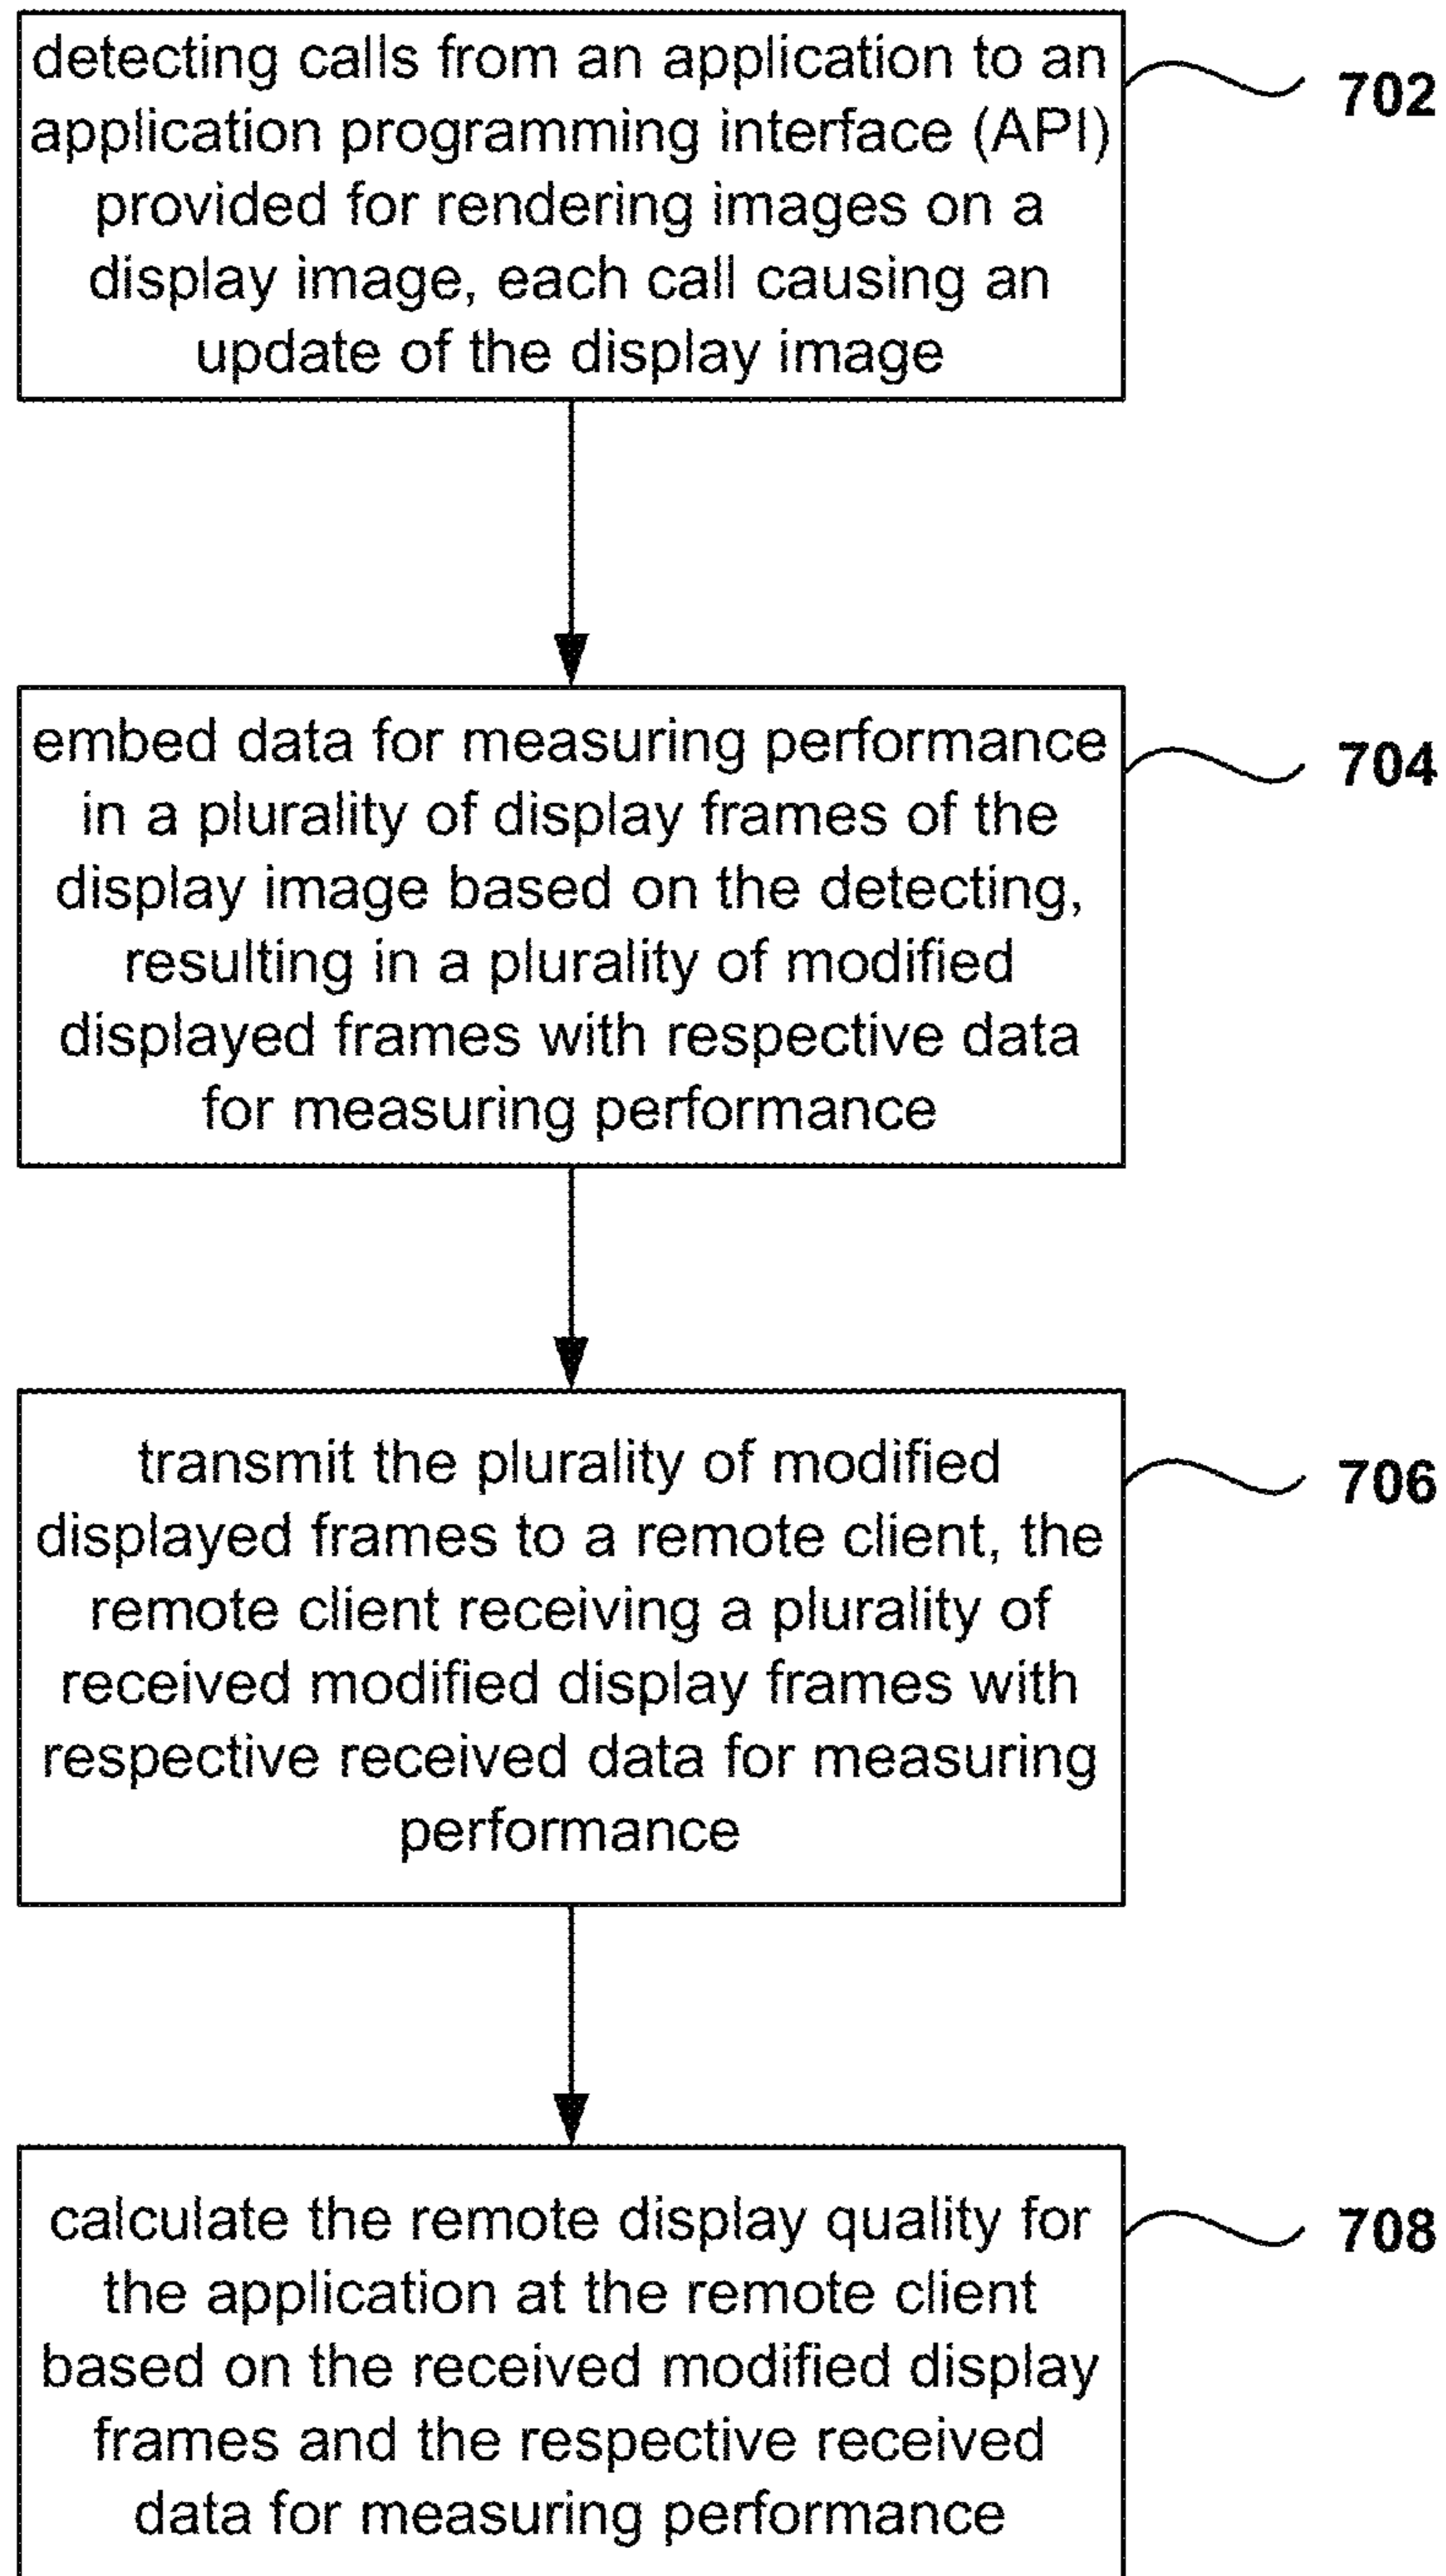 detecting calls from an application to an
application programming interface (API)
provided for rendering images on a
display image, each call causing an
update of the display image
702
embed data for measuring performance
in a plurality of display frames of the
display image based on the detecting,
resulting in a plurality of modified
displayed frames with respective data
for measuring performance
704
transmit the plurality of modified
displayed frames to a remote client, the
remote client receiving a plurality of
received modified display frames with
respective received data for measuring
performance
706
calculate the remote display quality for
the application at the remote client
based on the received modified display
frames and the respective received
data for measuring performance
708